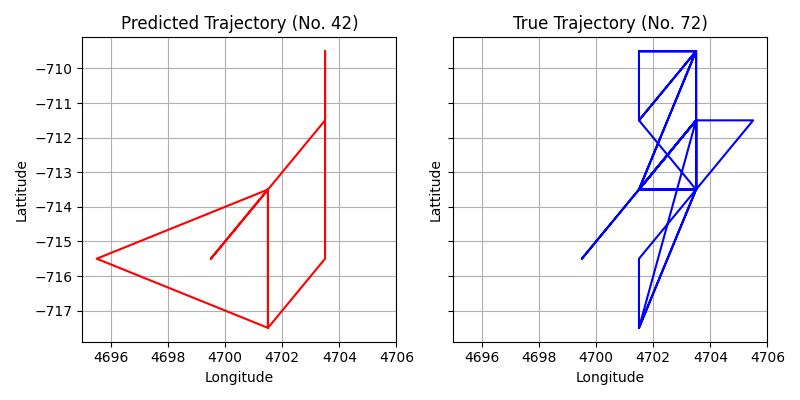 Predicted Trajectory (No. 42)
True Trajectory (No. 72)
−710
−711
−712
−713
−714
−715
−716
−717
Lattitude
Lattitude
4696 4698 4700 4702 4704 4706
4696 4698 4700 4702 4704 4706
Longitude
Longitude